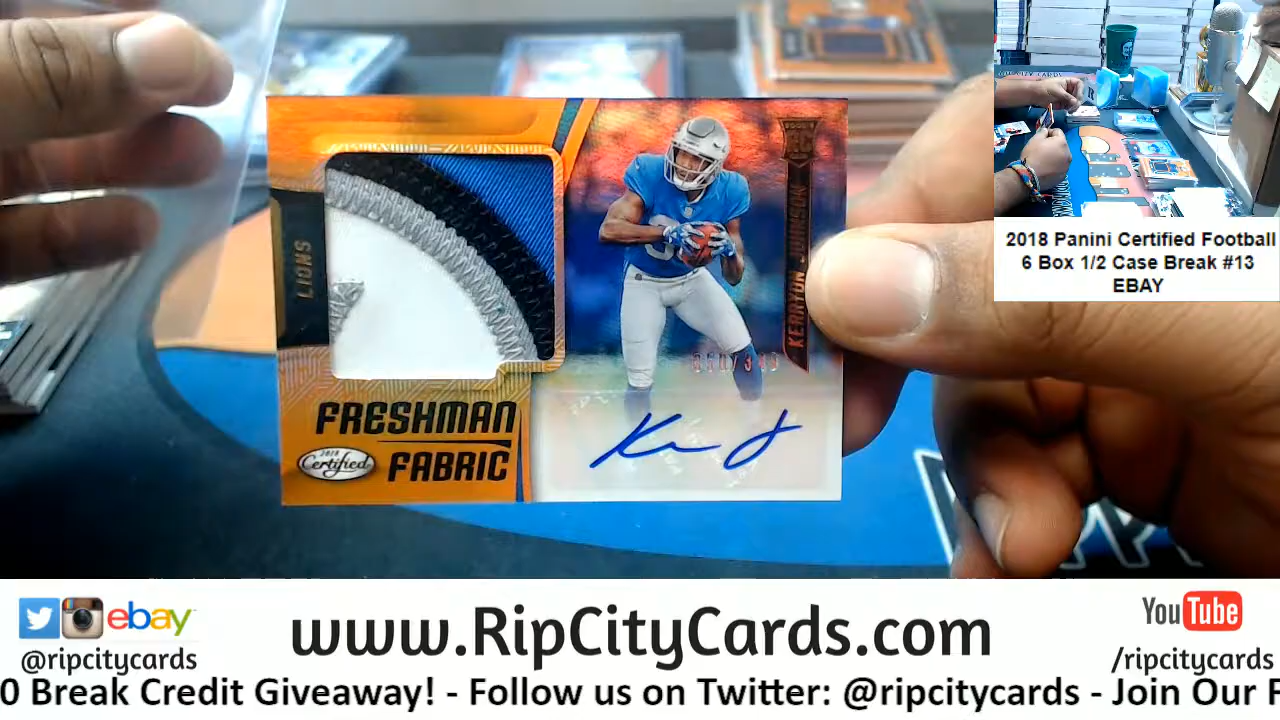 LIONS
KERRYON JOHNSON
FRESHMAN
FABRIC
2018
Certified
2018 Panini Certified Football
6 Box 1/2 Case Break #13
EBAY
ebay
@ripcitycards
www.RipCityCards.com
YouTube
/ripcitycards
0 Break Credit Giveaway! - Follow us on Twitter: @ripcitycards - Join Our F